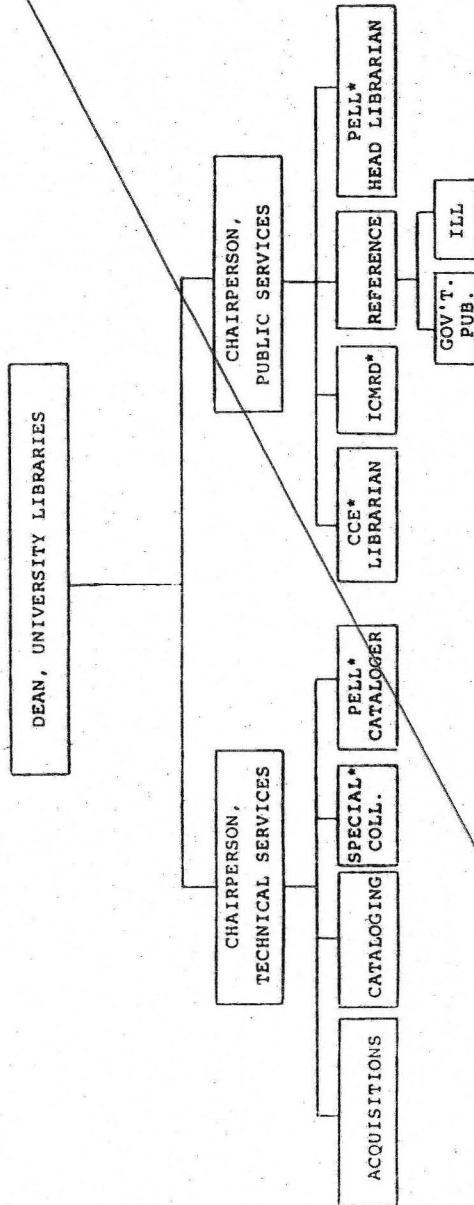 DEAN, UNIVERSITY LIBRARIES
CHAIRPERSON,
TECHNICAL SERVICES
CHAIRPERSON,
PUBLIC SERVICES
ACQUISITIONS
CATALOGING
SPECIAL*
COLL.
PELL*
CATALOGER
CCE*
LIBRARIAN
ICMRD*
REFERENCE
PELL*
HEAD LIBRARIAN
GOV'T.
PUB.
ILL